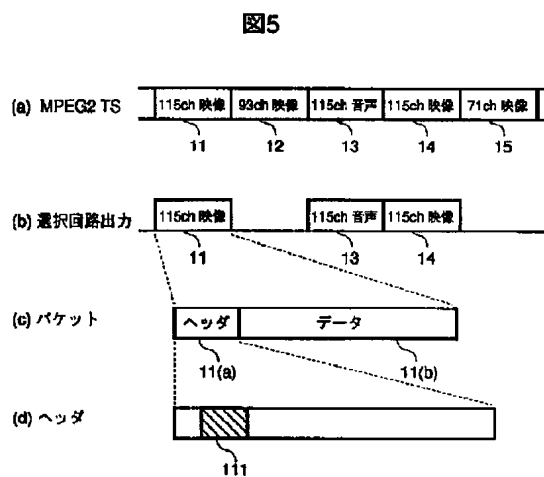 図5
(a) MPEG2 TS 115ch 映像 93ch 映像 115ch 音声 115ch 映像 71ch 映像
11 12 13 14 15
(b) 選択回路出力 115ch 映像 115ch 音声 115ch 映像
11 13 14
(c) パケット ヘッダ データ
11(a) 11(b)
(d) ヘッダ
111